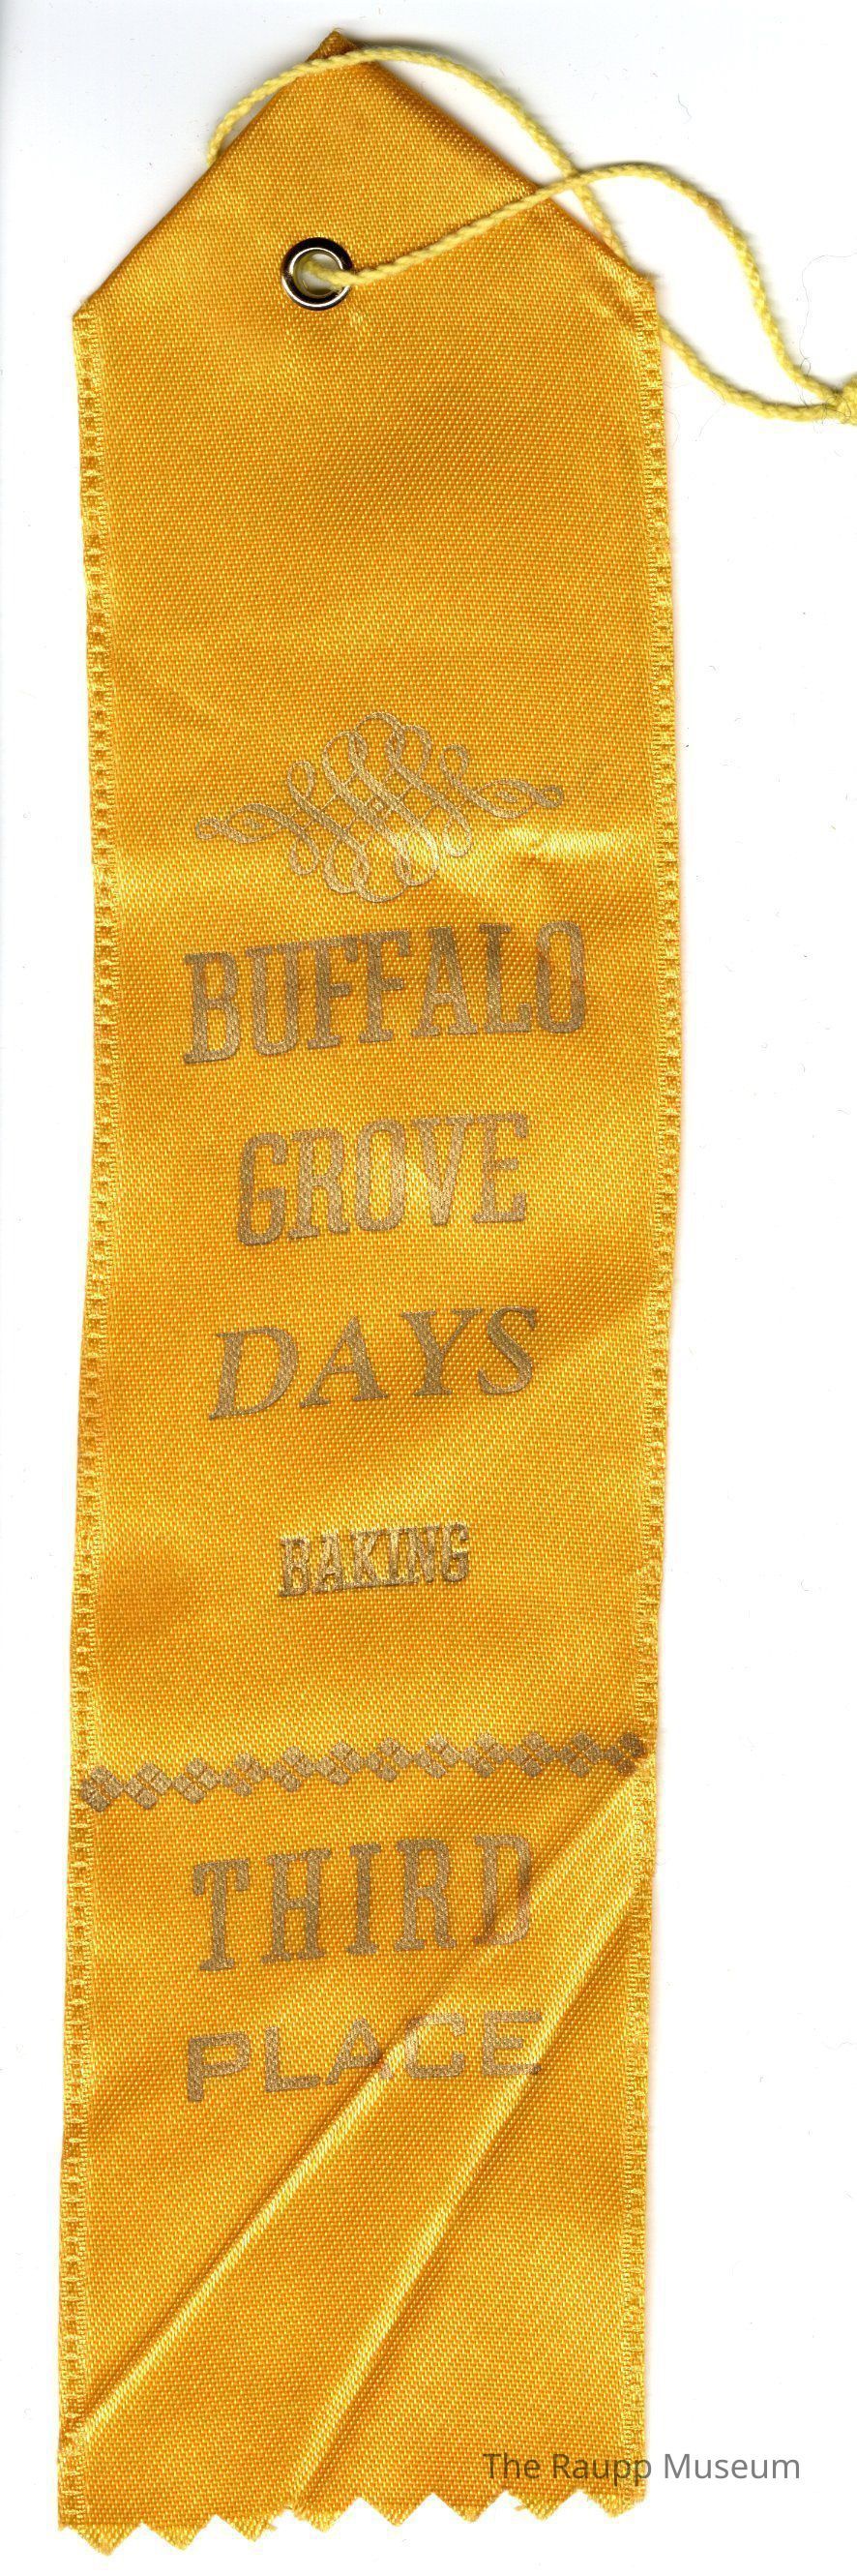 BUFFALO
GROVE
DAYS
BAKING
THIRD
PLACE
The Raupp Museum